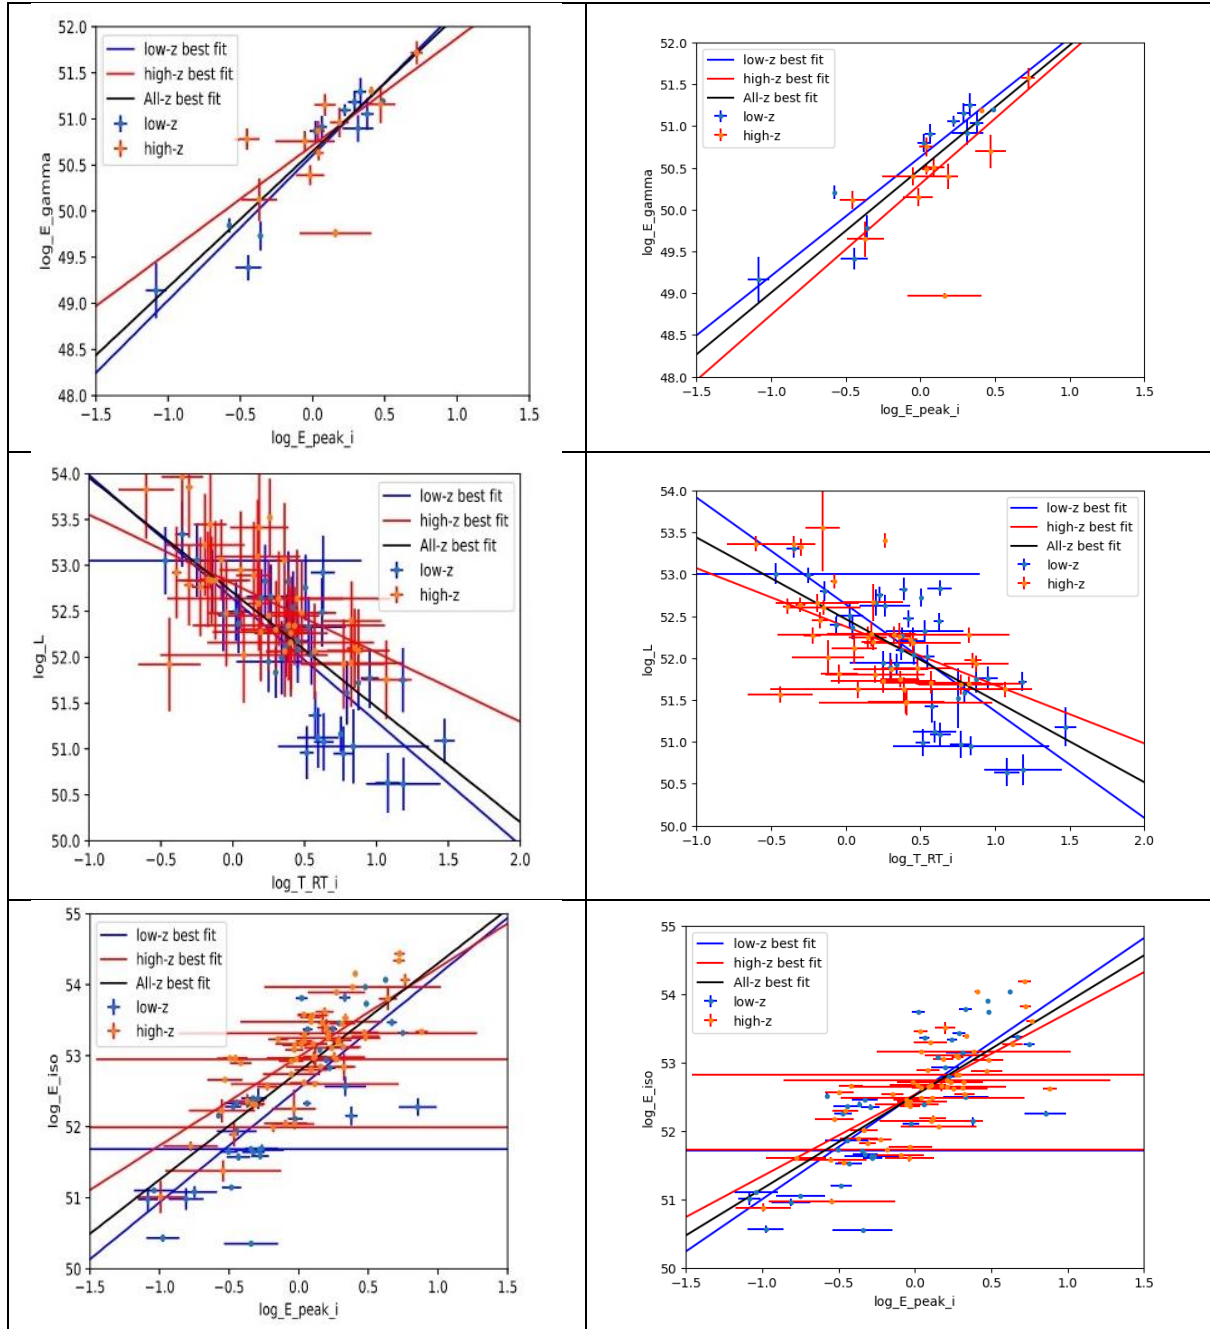 52.0
51.5
51.0
50.5
50.0
49.5
49.0
48.5
48.0
log_E_gamma
low-z best fit
high-z best fit
All-z best fit
low-z
high-z
−1.5 −1.0 −0.5 0.0 0.5 1.0 1.5
log_E_peak_i
52.0
51.5
51.0
50.5
50.0
49.5
49.0
48.5
48.0
log_E_gamma
low-z best fit
high-z best fit
All-z best fit
low-z
high-z
−1.5 −1.0 −0.5 0.0 0.5 1.0 1.5
log_E_peak_i
54.0
53.5
53.0
52.5
52.0
51.5
51.0
50.5
50.0
log_L
low-z best fit
high-z best fit
All-z best fit
low-z
high-z
−1.0 −0.5 0.0 0.5 1.0 1.5 2.0
log_T_RT_i
54.0
53.5
53.0
52.5
52.0
51.5
51.0
50.5
50.0
log_L
low-z best fit
high-z best fit
All-z best fit
low-z
high-z
−1.0 −0.5 0.0 0.5 1.0 1.5 2.0
log_T_RT_i
55
54
53
52
51
50
log_E_iso
low-z best fit
high-z best fit
All-z best fit
low-z
high-z
−1.5 −1.0 −0.5 0.0 0.5 1.0 1.5
log_E_peak_i
55
54
53
52
51
50
log_E_iso
low-z best fit
high-z best fit
All-z best fit
low-z
high-z
−1.5 −1.0 −0.5 0.0 0.5 1.0 1.5
log_E_peak_i